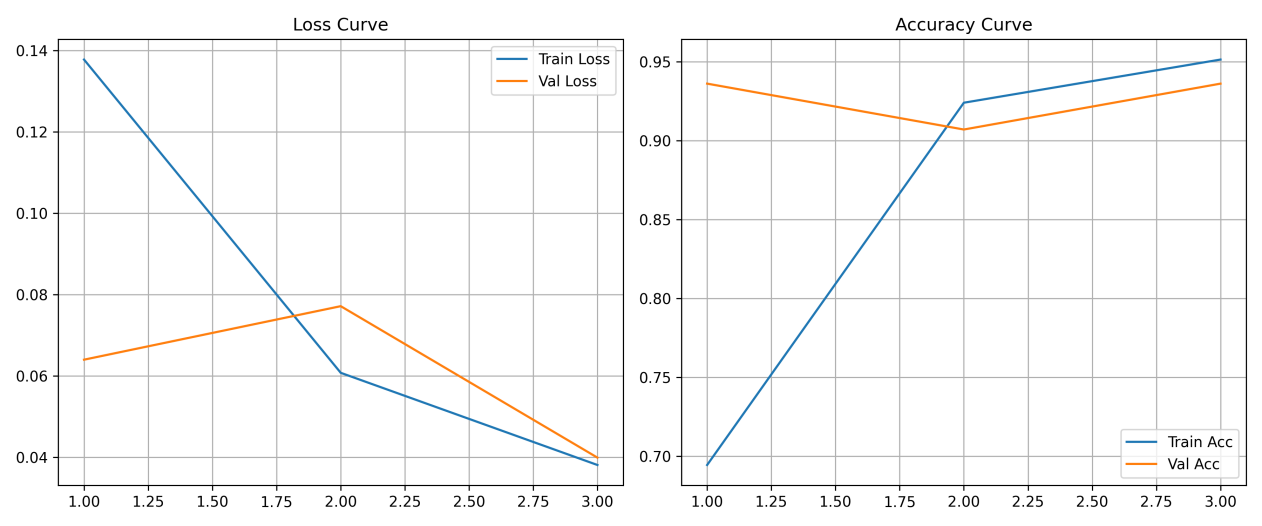 Loss Curve
0.14
0.12
0.10
0.08
0.06
0.04
1.00 1.25 1.50 1.75 2.00 2.25 2.50 2.75 3.00
Train Loss
Val Loss
Accuracy Curve
0.95
0.90
0.85
0.80
0.75
0.70
1.00 1.25 1.50 1.75 2.00 2.25 2.50 2.75 3.00
Train Acc
Val Acc